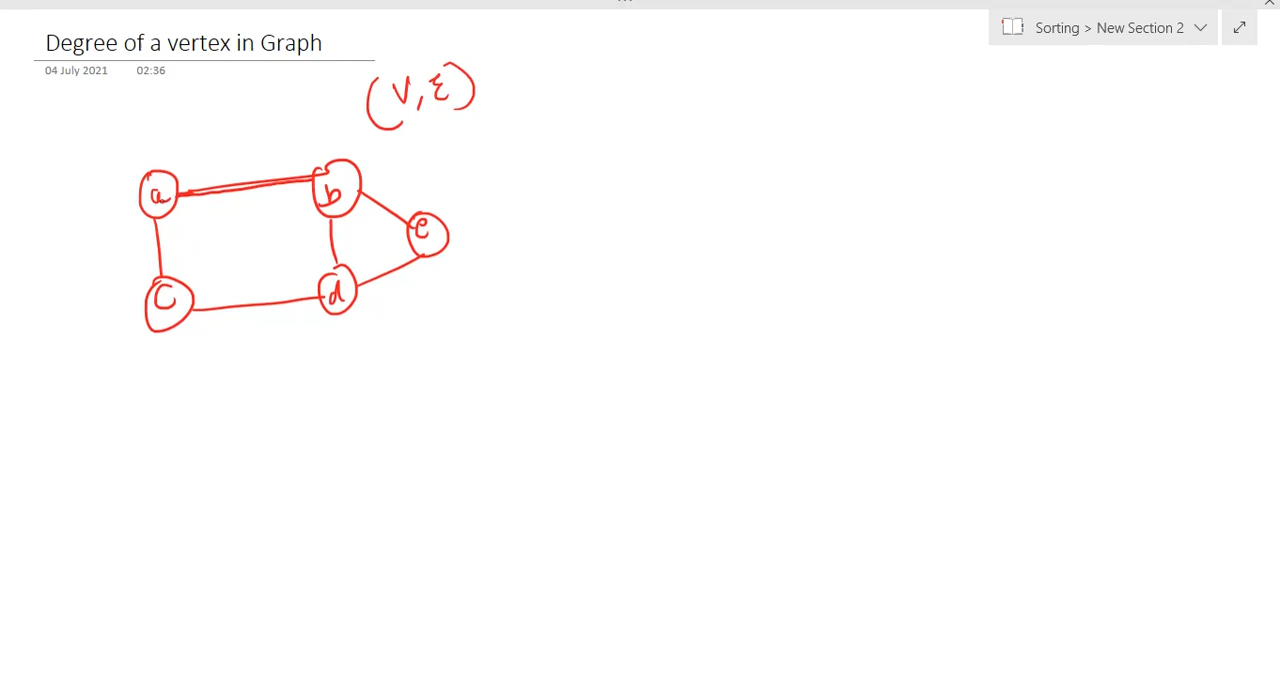 Sorting > New Section 2
Degree of a vertex in Graph
04 July 2021 02:36
(V, E)
a b
e
c d